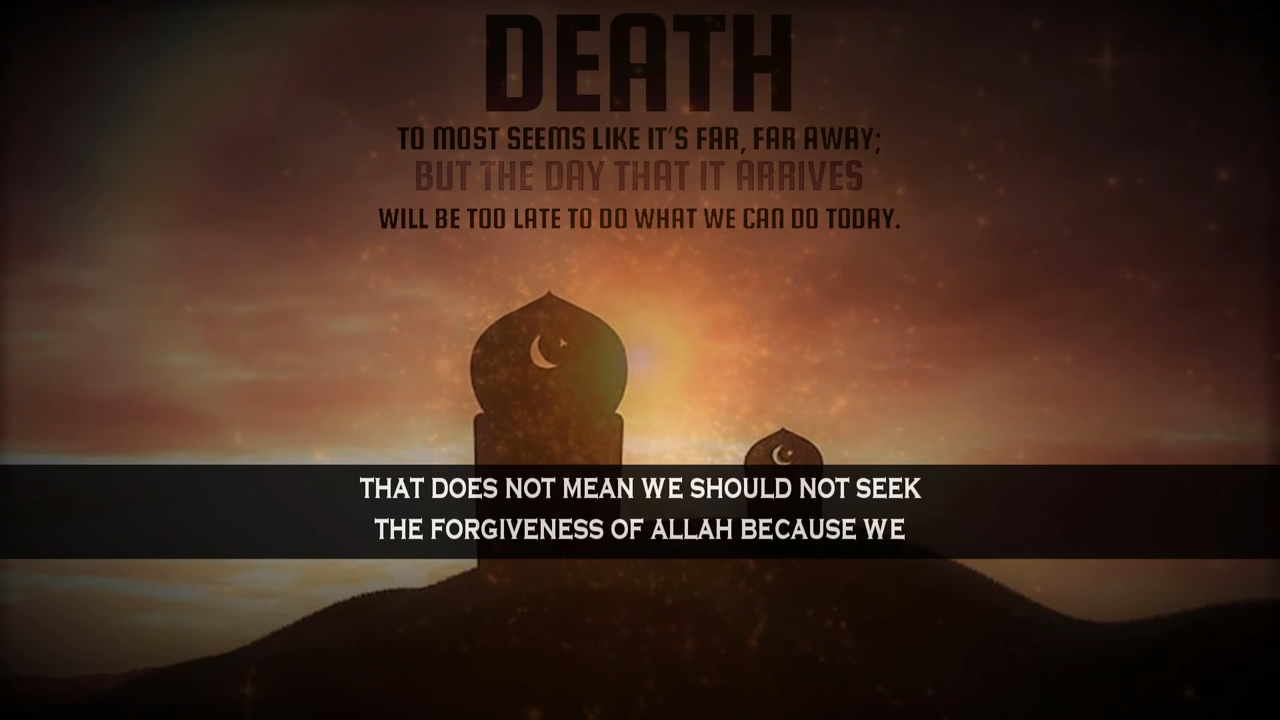 DEATH
TO MOST SEEMS LIKE IT'S FAR, FAR AWAY;
BUT THE DAY THAT IT ARRIVES
WILL BE TOO LATE TO DO WHAT WE CAN DO TODAY.
THAT DOES NOT MEAN WE SHOULD NOT SEEK
THE FORGIVENESS OF ALLAH BECAUSE WE